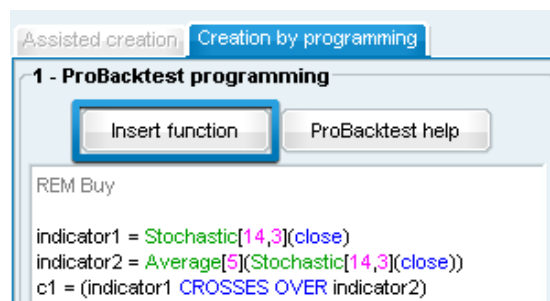 Assisted creation Creation by programming
1 - ProBacktest programming
Insert function ProBacktest help
REM Buy
indicator1 = Stochastic[14,3](close)
indicator2 = Average[5](Stochastic[14,3](close))
c1 = (indicator1 CROSSES OVER indicator2)